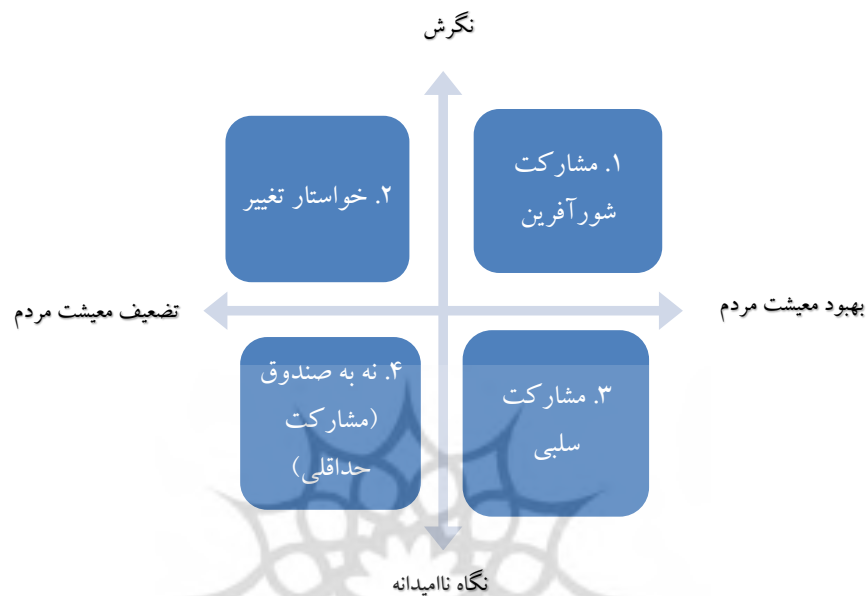 نگرش
۱. مشارکت
شورآفرین
۲. خواستار تغییر
بهبود معیشت مردم
تضعیف معیشت مردم
۳. مشارکت
سلبی
۴. نه به صندوق
(مشارکت
حداقلی)
نگاه ناامیدانه